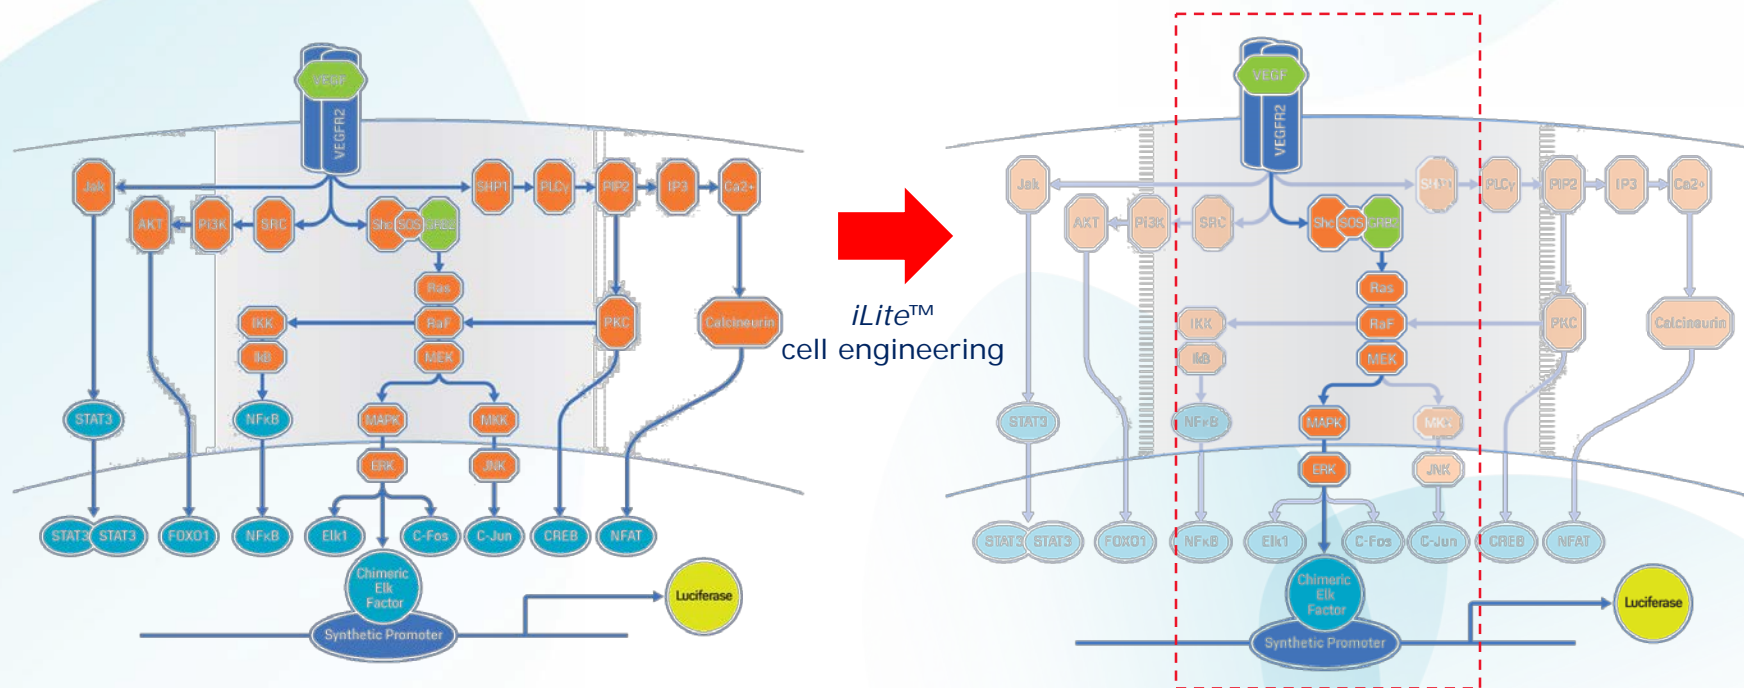 VEGF
VEGFR2
Jak
SHP1
PLCγ
PIP2
IP3
Ca2+
AKT
PI3K
SRC
Shc
SOS
GRB2
Ras
IKK
RaF
PKC
Calcineurin
IkB
MEK
STAT3
NFκB
MAPK
MKK
ERK
JNK
STAT3
STAT3
FOXO1
NFκB
Elk1
C-Fos
C-Jun
CREB
NFAT
Chimeric
Elk
Factor
Luciferase
Synthetic Promoter
iLite™
cell engineering
VEGF
VEGFR2
Jak
SHP1
PLCγ
PIP2
IP3
Ca2+
AKT
PI3K
SRC
Shc
SOS
GRB2
Ras
IKK
RaF
PKC
Calcineurin
IkB
MEK
STAT3
NFκB
MAPK
MKK
ERK
JNK
STAT3
STAT3
FOXO1
NFκB
Elk1
C-Fos
C-Jun
CREB
NFAT
Chimeric
Elk
Factor
Luciferase
Synthetic Promoter